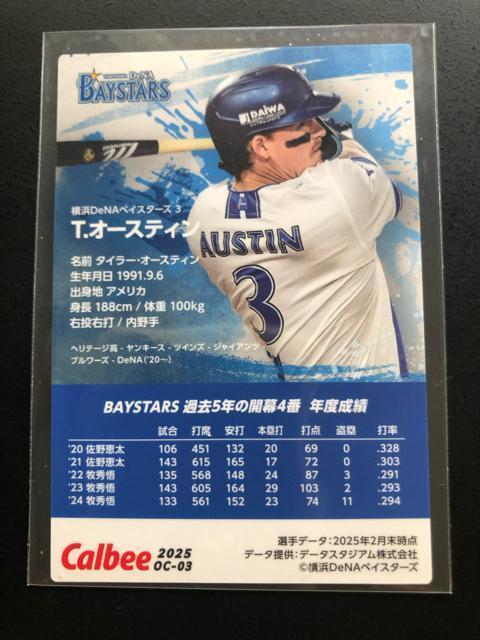 YOKOHAMA DeNA
BAYSTARS
DAIWA
横浜DeNAベイスターズ 3
T.オースティン
AUSTIN
3
名前 タイラー・オースティン
生年月日 1991.9.6
出身地 アメリカ
身長 188cm / 体重 100kg
右投右打 / 内野手
ヘリテージ高 - ヤンキース - ツインズ - ジャイアンツ -
ブルワーズ - DeNA('20～)
BAYSTARS 過去5年の開幕4番 年度成績
試合 打席 安打 本塁打 打点 盗塁 打率
'20 佐野恵太 106 451 132 20 69 0 .328
'21 佐野恵太 143 615 165 17 72 0 .303
'22 牧秀悟 135 568 148 24 87 3 .291
'23 牧秀悟 143 605 164 29 103 2 .293
'24 牧秀悟 133 561 152 23 74 11 .294
Calbee 2025
OC-03
選手データ：2025年2月末時点
データ提供：データスタジアム株式会社
©横浜DeNAベイスターズ